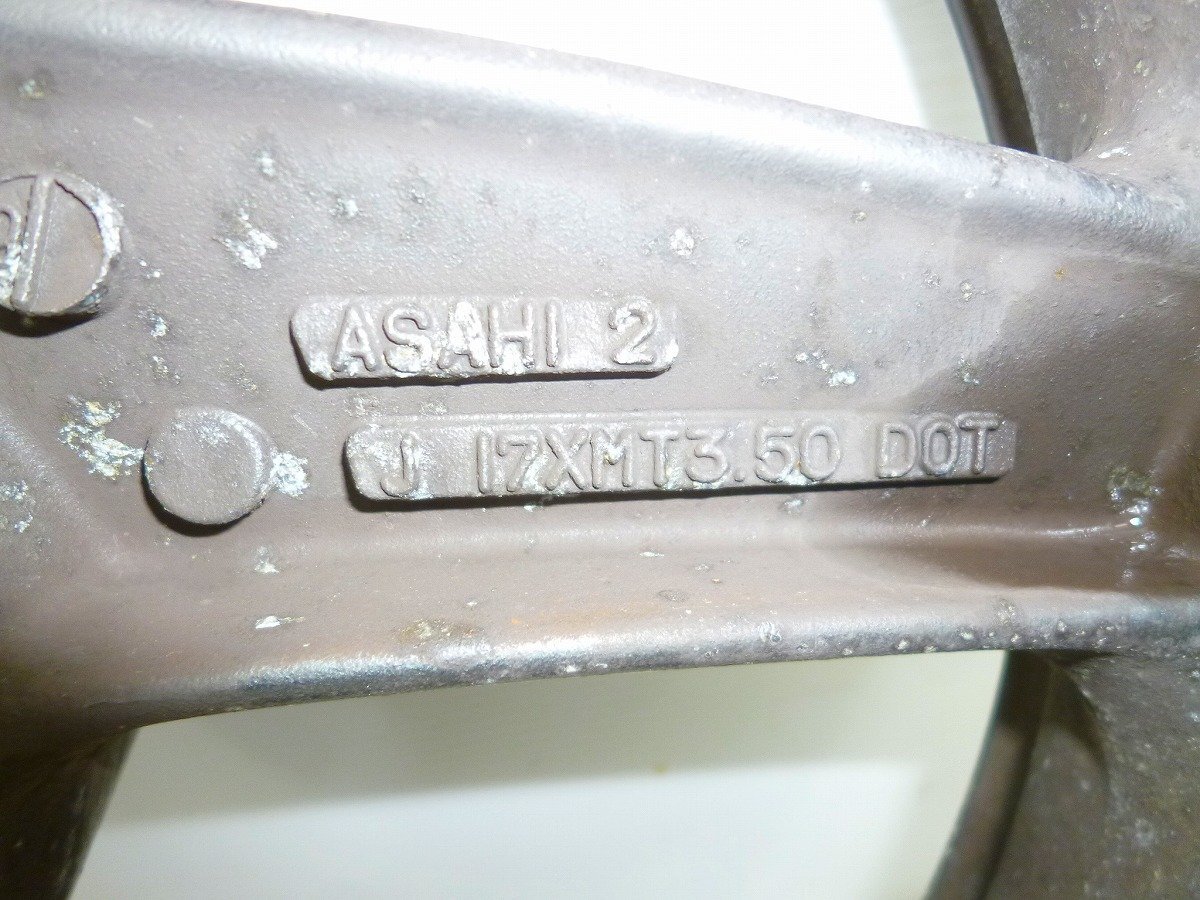 ASAHI 2
J 17XMT3.50 DOT